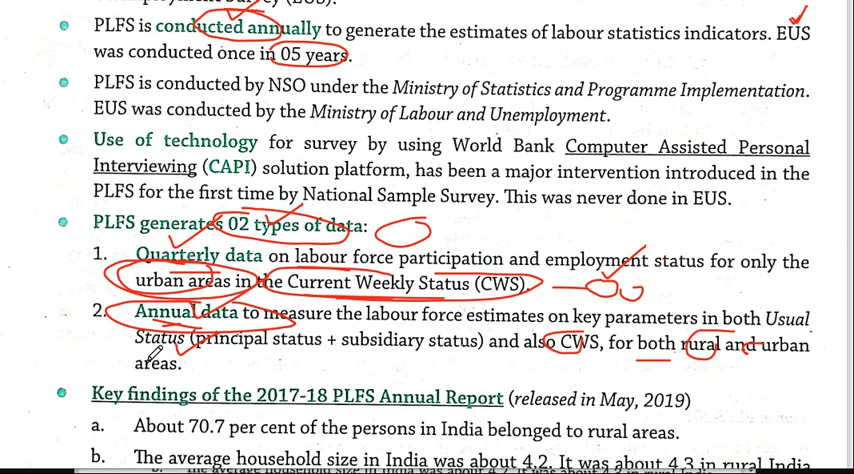 PLFS is conducted annually to generate the estimates of labour statistics indicators. EUS
was conducted once in 05 years.
PLFS is conducted by NSO under the Ministry of Statistics and Programme Implementation.
EUS was conducted by the Ministry of Labour and Unemployment.
Use of technology for survey by using World Bank Computer Assisted Personal
Interviewing (CAPI) solution platform, has been a major intervention introduced in the
PLFS for the first time by National Sample Survey. This was never done in EUS.
PLFS generates 02 types of data:
1. Quarterly data on labour force participation and employment status for only the
urban areas in the Current Weekly Status (CWS).
2. Annual data to measure the labour force estimates on key parameters in both Usual
Status (principal status + subsidiary status) and also CWS, for both rural and urban
areas.
Key findings of the 2017-18 PLFS Annual Report (released in May, 2019)
a. About 70.7 per cent of the persons in India belonged to rural areas.
b. The average household size in India was about 4.2. It was about 4.3 in rural India